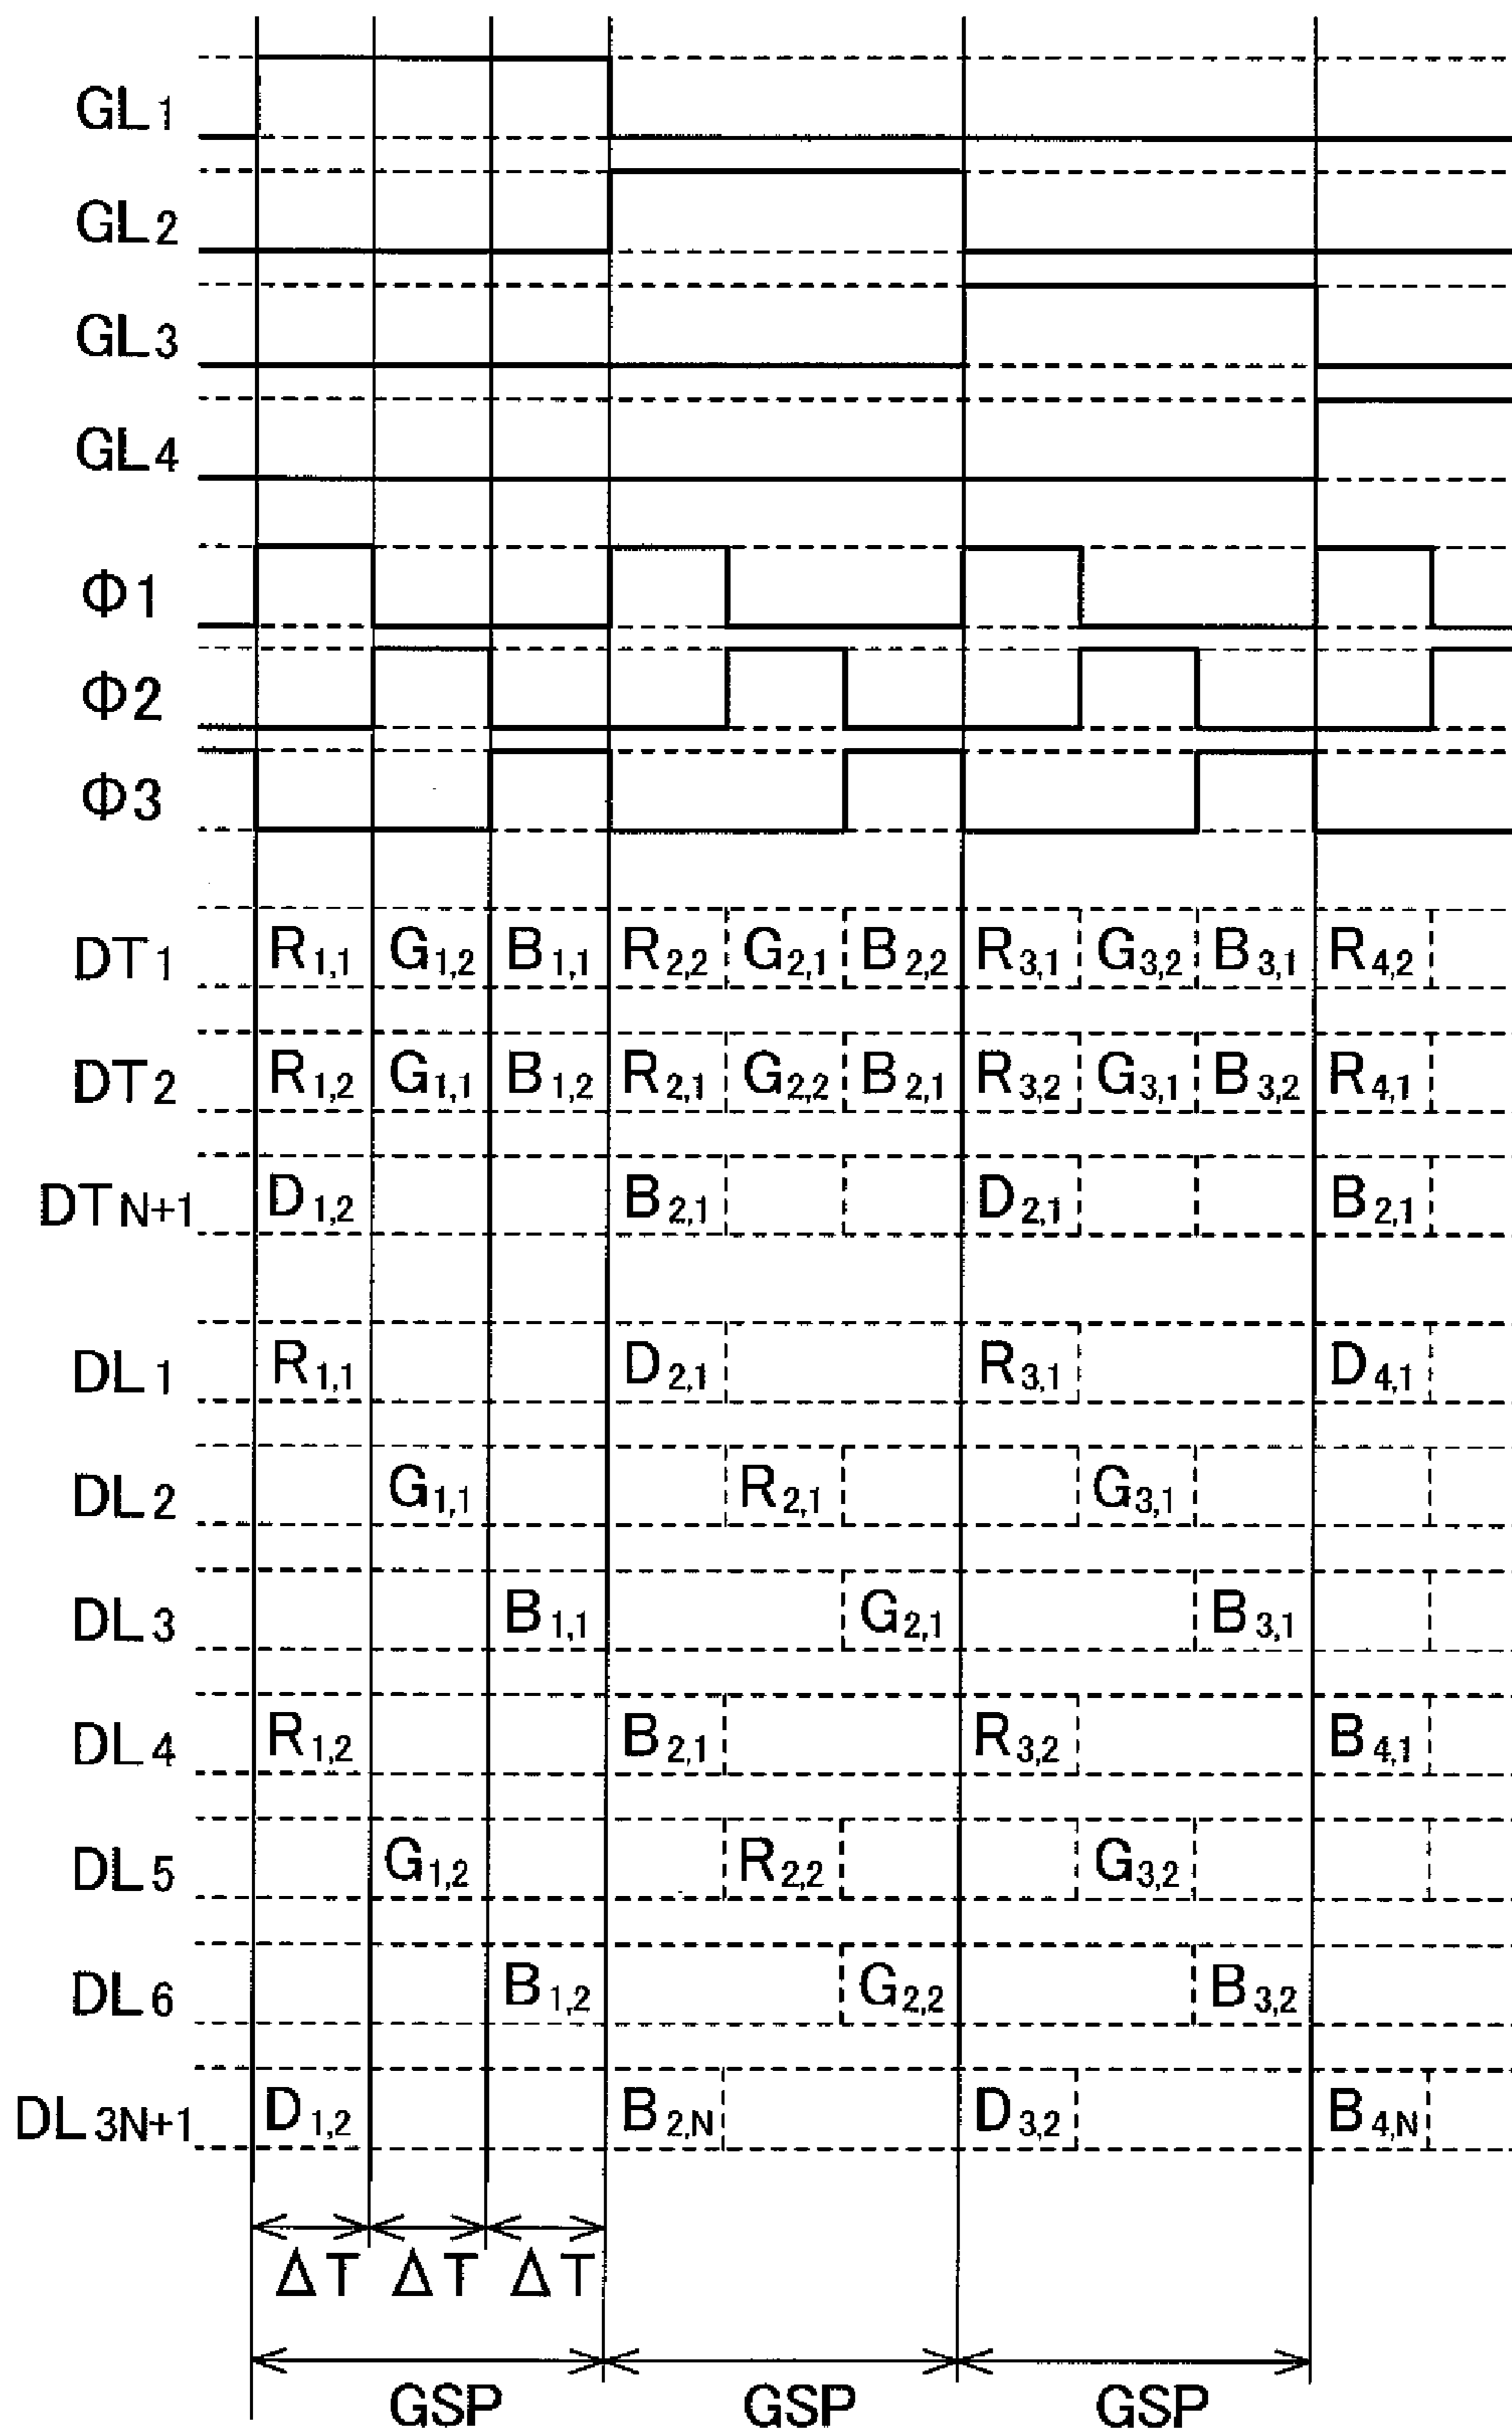 GL1
GL2
GL3
GL4
Φ1
Φ2
Φ3
DT1 R1,1 G1,2 B1,1 R2,2 G2,1 B2,2 R3,1 G3,2 B3,1 R4,2
DT2 R1,2 G1,1 B1,2 R2,1 G2,2 B2,1 R3,2 G3,1 B3,2 R4,1
DTN+1 D1,2 B2,1 D2,1 B2,1
DL1 R1,1 D2,1 R3,1 D4,1
DL2 G1,1 R2,1 G3,1
DL3 B1,1 G2,1 B3,1
DL4 R1,2 B2,1 R3,2 B4,1
DL5 G1,2 R2,2 G3,2
DL6 B1,2 G2,2 B3,2
DL3N+1 D1,2 B2,N D3,2 B4,N
ΔT ΔT ΔT
GSP GSP GSP